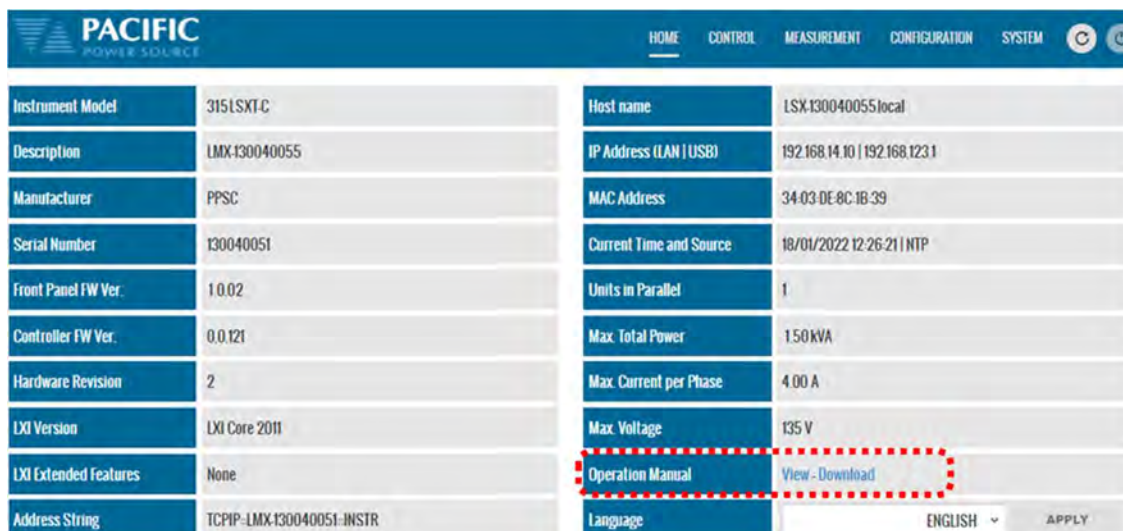 PACIFIC
POWER SOURCE
HOME CONTROL MEASUREMENT CONFIGURATION SYSTEM
Instrument Model 315LSXT-C
Description LMX-130040055
Manufacturer PPSC
Serial Number 130040051
Front Panel FW Ver. 1.0.02
Controller FW Ver. 0.0.121
Hardware Revision 2
LXI Version LXI Core 2011
LXI Extended Features None
Address String TCPIP::LMX-130040051::INSTR
Host name LSX-130040055.local
IP Address (LAN | USB) 192.168.14.10 | 192.168.123.1
MAC Address 34:03:DE:8C:1B:39
Current Time and Source 18/01/2022 12:26:21 | NTP
Units in Parallel 1
Max. Total Power 1.50 kVA
Max. Current per Phase 4.00 A
Max. Voltage 135 V
Operation Manual View - Download
Language ENGLISH APPLY